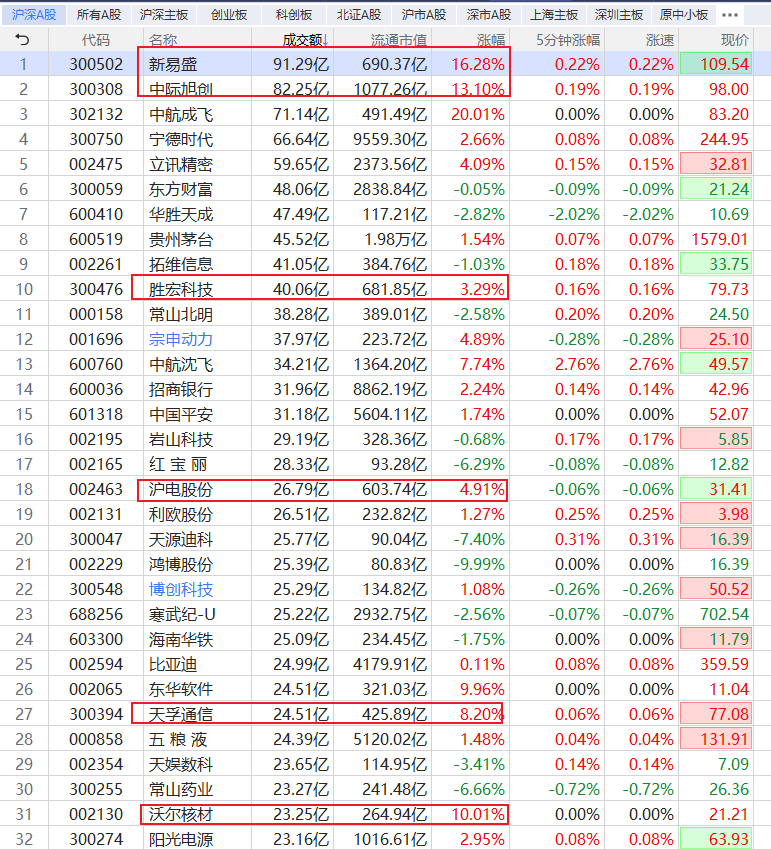 沪深A股 所有A股 沪深主板 创业板 科创板 北证A股 沪市A股 深市A股 上海主板 深圳主板 原中小板 •••
代码 名称 成交额↓ 流通市值 涨幅 5分钟涨幅 涨速 现价
1 300502 新易盛 91.29亿 690.37亿 16.28% 0.22% 0.22% 109.54
2 300308 中际旭创 82.25亿 1077.26亿 13.10% 0.19% 0.19% 98.00
3 302132 中航成飞 71.14亿 491.49亿 20.01% 0.00% 0.00% 83.20
4 300750 宁德时代 66.64亿 9559.30亿 2.66% 0.08% 0.08% 244.95
5 002475 立讯精密 59.65亿 2373.56亿 4.09% 0.15% 0.15% 32.81
6 300059 东方财富 48.06亿 2838.84亿 -0.05% -0.09% -0.09% 21.24
7 600410 华胜天成 47.49亿 117.21亿 -2.82% -2.02% -2.02% 10.69
8 600519 贵州茅台 45.52亿 1.98万亿 1.54% 0.07% 0.07% 1579.01
9 002261 拓维信息 41.05亿 384.76亿 -1.03% 0.18% 0.18% 33.75
10 300476 胜宏科技 40.06亿 681.85亿 3.29% 0.16% 0.16% 79.73
11 000158 常山北明 38.28亿 389.01亿 -2.58% 0.20% 0.20% 24.50
12 001696 宗申动力 37.97亿 223.72亿 4.89% -0.28% -0.28% 25.10
13 600760 中航沈飞 34.21亿 1364.20亿 7.74% 2.76% 2.76% 49.57
14 600036 招商银行 31.96亿 8862.19亿 2.24% 0.14% 0.14% 42.96
15 601318 中国平安 31.18亿 5604.11亿 1.74% 0.00% 0.00% 52.07
16 002195 岩山科技 29.19亿 328.36亿 -0.68% 0.17% 0.17% 5.85
17 002165 红 宝 丽 28.33亿 93.28亿 -6.29% -0.08% -0.08% 12.82
18 002463 沪电股份 26.79亿 603.74亿 4.91% -0.06% -0.06% 31.41
19 002131 利欧股份 26.51亿 232.82亿 1.27% 0.25% 0.25% 3.98
20 300047 天源迪科 25.77亿 90.04亿 -7.40% 0.31% 0.31% 16.39
21 002229 鸿博股份 25.39亿 80.83亿 -9.99% 0.00% 0.00% 16.39
22 300548 博创科技 25.29亿 134.82亿 1.08% -0.26% -0.26% 50.52
23 688256 寒武纪-U 25.22亿 2932.75亿 -2.56% -0.07% -0.07% 702.54
24 603300 海南华铁 25.09亿 234.45亿 -1.75% 0.00% 0.00% 11.79
25 002594 比亚迪 24.99亿 4179.91亿 0.11% 0.08% 0.08% 359.59
26 002065 东华软件 24.51亿 321.03亿 9.96% 0.00% 0.00% 11.04
27 300394 天孚通信 24.51亿 425.89亿 8.20% 0.06% 0.06% 77.08
28 000858 五 粮 液 24.39亿 5120.02亿 1.48% 0.04% 0.04% 131.91
29 002354 天娱数科 23.65亿 114.95亿 -3.41% 0.14% 0.14% 7.09
30 300255 常山药业 23.27亿 241.48亿 -6.66% -0.72% -0.72% 26.36
31 002130 沃尔核材 23.25亿 264.94亿 10.01% 0.00% 0.00% 21.21
32 300274 阳光电源 23.16亿 1016.61亿 2.95% 0.08% 0.08% 63.93